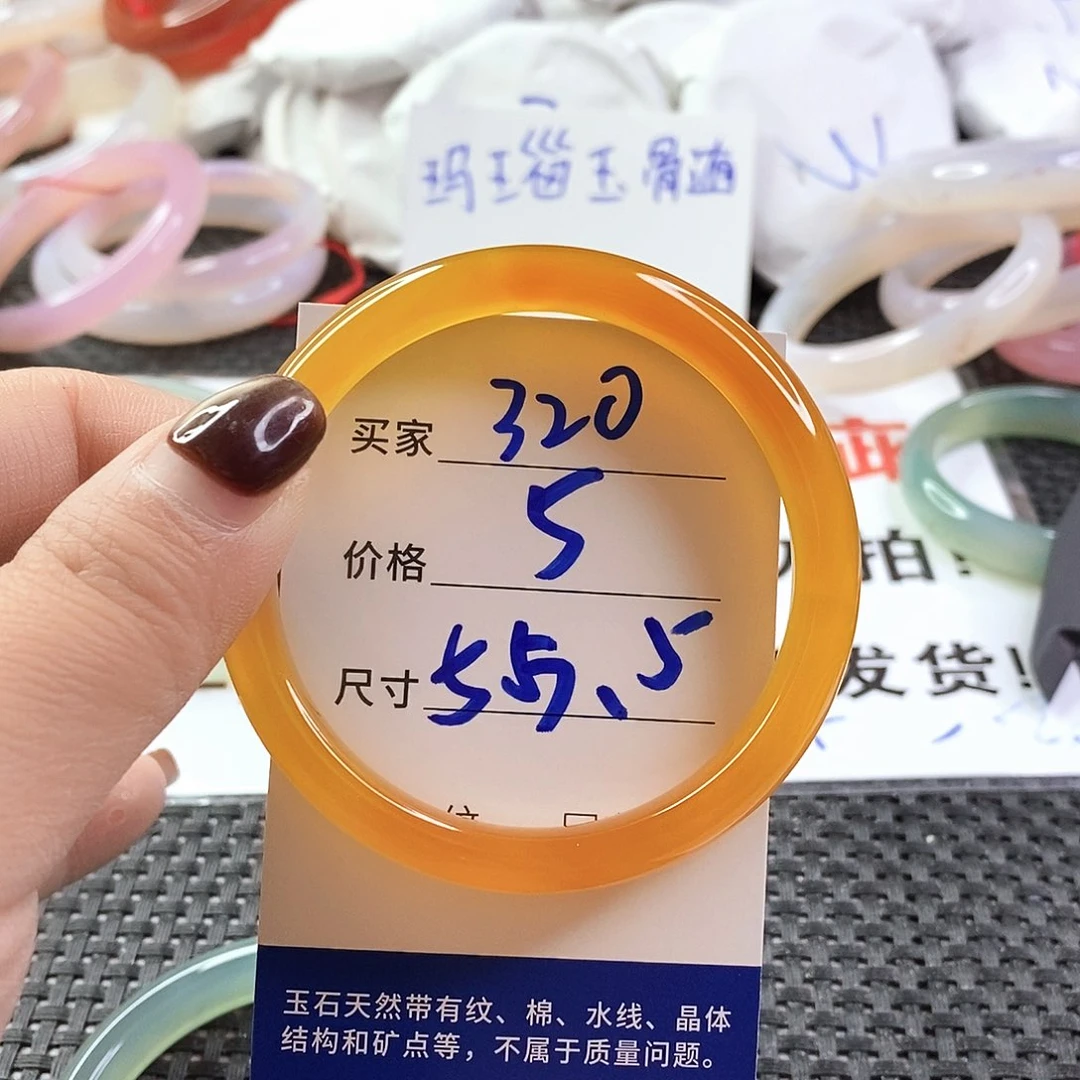 玛瑙玉骨髓
买家 320
价格 5
尺寸 55.5
拍!
发货!
玉石天然带有纹、棉、水线、晶体
结构和矿点等，不属于质量问题。